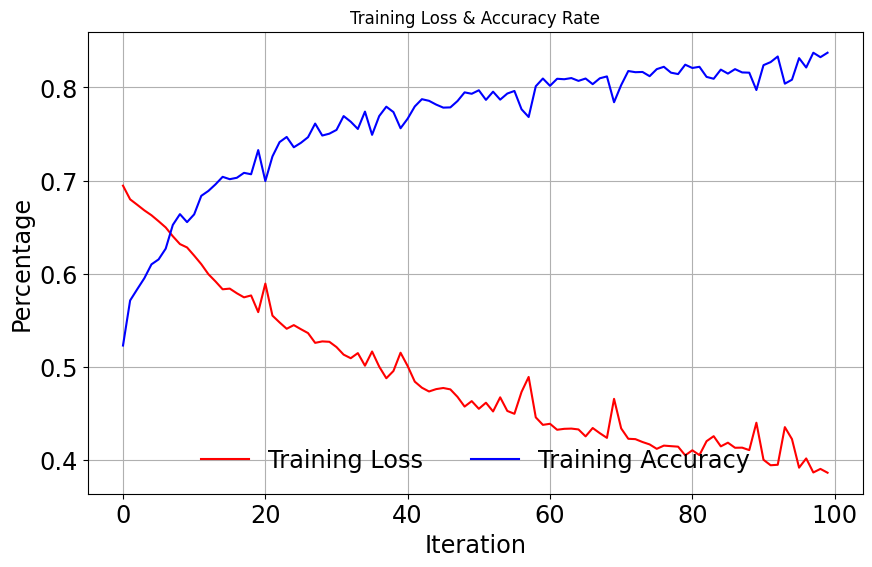 Training Loss & Accuracy Rate
Percentage
0.8
0.7
0.6
0.5
0.4
Training Loss
Training Accuracy
0 20 40 60 80 100
Iteration